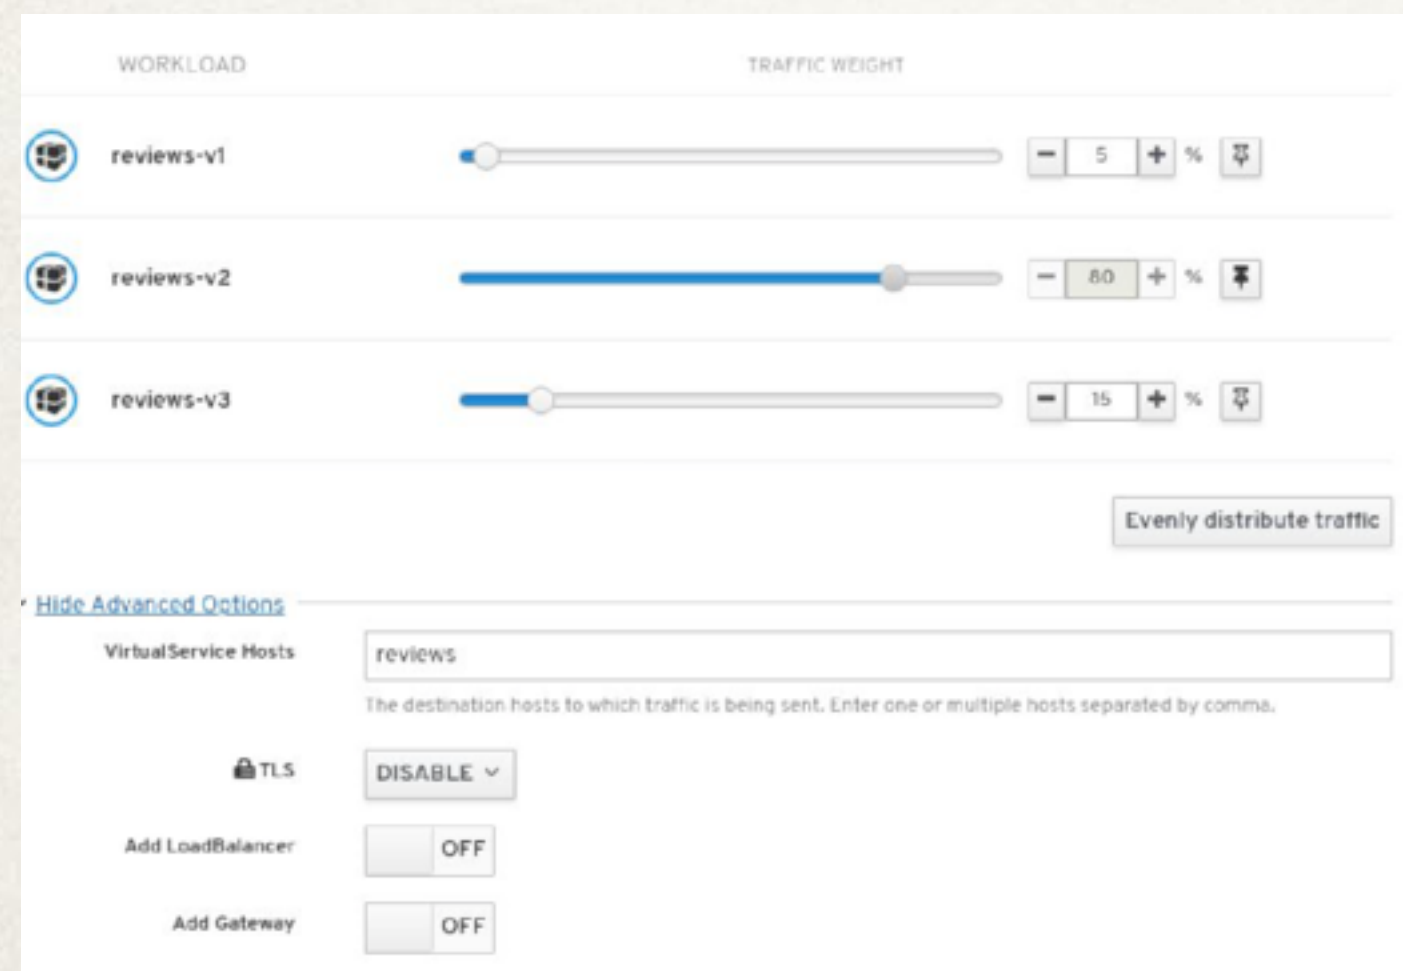 WORKLOAD TRAFFIC WEIGHT
reviews-v1 5 %
reviews-v2 80 %
reviews-v3 15 %
Evenly distribute traffic
Hide Advanced Options
VirtualService Hosts reviews
The destination hosts to which traffic is being sent. Enter one or multiple hosts separated by comma.
TLS DISABLE
Add LoadBalancer OFF
Add Gateway OFF